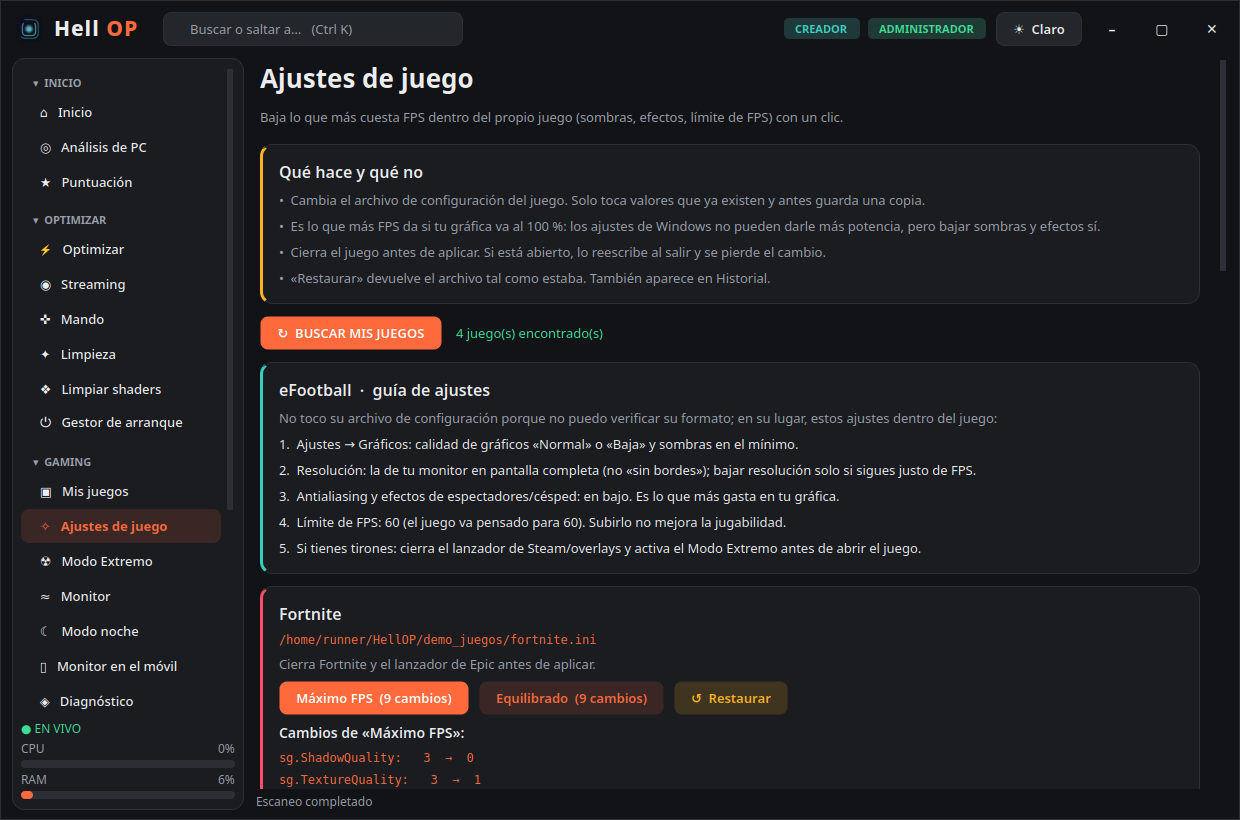 Hell OP
Buscar o saltar a... (Ctrl K)
CREADOR
ADMINISTRADOR
☀ Claro
▾ INICIO
⌂ Inicio
◎ Análisis de PC
★ Puntuación
▾ OPTIMIZAR
⚡ Optimizar
◉ Streaming
✜ Mando
✦ Limpieza
❖ Limpiar shaders
⏻ Gestor de arranque
▾ GAMING
▣ Mis juegos
✧ Ajustes de juego
☢ Modo Extremo
≈ Monitor
☾ Modo noche
▯ Monitor en el móvil
◈ Diagnóstico
● EN VIVO
CPU 0%
RAM 6%
Ajustes de juego
Baja lo que más cuesta FPS dentro del propio juego (sombras, efectos, límite de FPS) con un clic.
Qué hace y qué no
• Cambia el archivo de configuración del juego. Solo toca valores que ya existen y antes guarda una copia.
• Es lo que más FPS da si tu gráfica va al 100 %: los ajustes de Windows no pueden darle más potencia, pero bajar sombras y efectos sí.
• Cierra el juego antes de aplicar. Si está abierto, lo reescribe al salir y se pierde el cambio.
• «Restaurar» devuelve el archivo tal como estaba. También aparece en Historial.
↻ BUSCAR MIS JUEGOS
4 juego(s) encontrado(s)
eFootball · guía de ajustes
No toco su archivo de configuración porque no puedo verificar su formato; en su lugar, estos ajustes dentro del juego:
1. Ajustes → Gráficos: calidad de gráficos «Normal» o «Baja» y sombras en el mínimo.
2. Resolución: la de tu monitor en pantalla completa (no «sin bordes»); bajar resolución solo si sigues justo de FPS.
3. Antialiasing y efectos de espectadores/césped: en bajo. Es lo que más gasta en tu gráfica.
4. Límite de FPS: 60 (el juego va pensado para 60). Subirlo no mejora la jugabilidad.
5. Si tienes tirones: cierra el lanzador de Steam/overlays y activa el Modo Extremo antes de abrir el juego.
Fortnite
/home/runner/HellOP/demo_juegos/fortnite.ini
Cierra Fortnite y el lanzador de Epic antes de aplicar.
Máximo FPS (9 cambios)
Equilibrado (9 cambios)
↺ Restaurar
Cambios de «Máximo FPS»:
sg.ShadowQuality: 3 → 0
sg.TextureQuality: 3 → 1
Escaneo completado